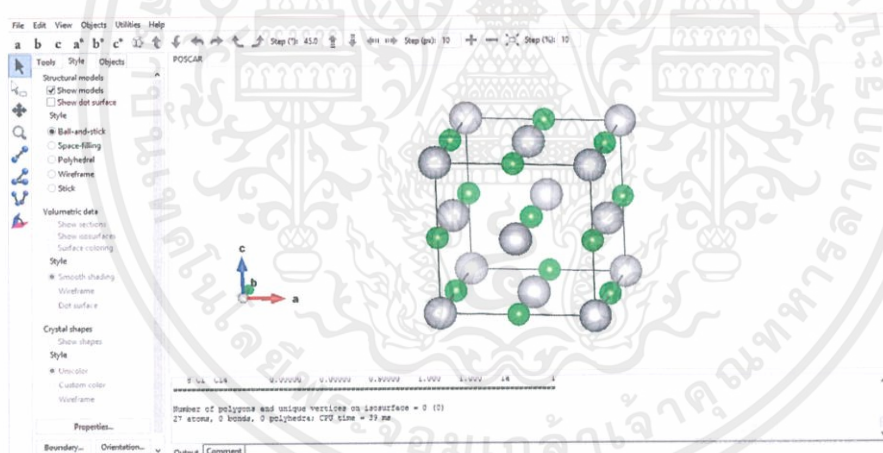 File Edit View Objects Utilities Help
a b c a* b* c* Step (°): 45.0 Step (px): 10 Step (%): 10
Tools Style Objects
POSCAR
Structural models
Show models
Show dot surface
Style
Ball-and-stick
Space-filling
Polyhedral
Wireframe
Stick
Volumetric data
Show sections
Show isosurfaces
Surface coloring
Style
Smooth shading
Wireframe
Dot surface
Crystal shapes
Show shapes
Style
Unicolor
Custom color
Wireframe
Properties...
Boundary... Orientation...
c
b
a
Number of polygons and unique vertices on isosurface = 0 (0)
27 atoms, 0 bonds, 0 polyhedra; CPU time = 39 ms
Output Comment